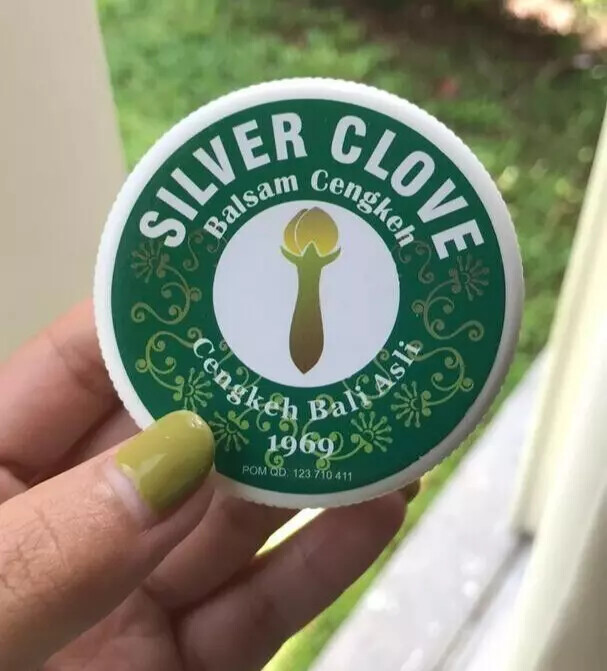 SILVER CLOVE
Balsam Cengkeh
Cengkeh Bali Asli
1969
POM QD. 123 710 411